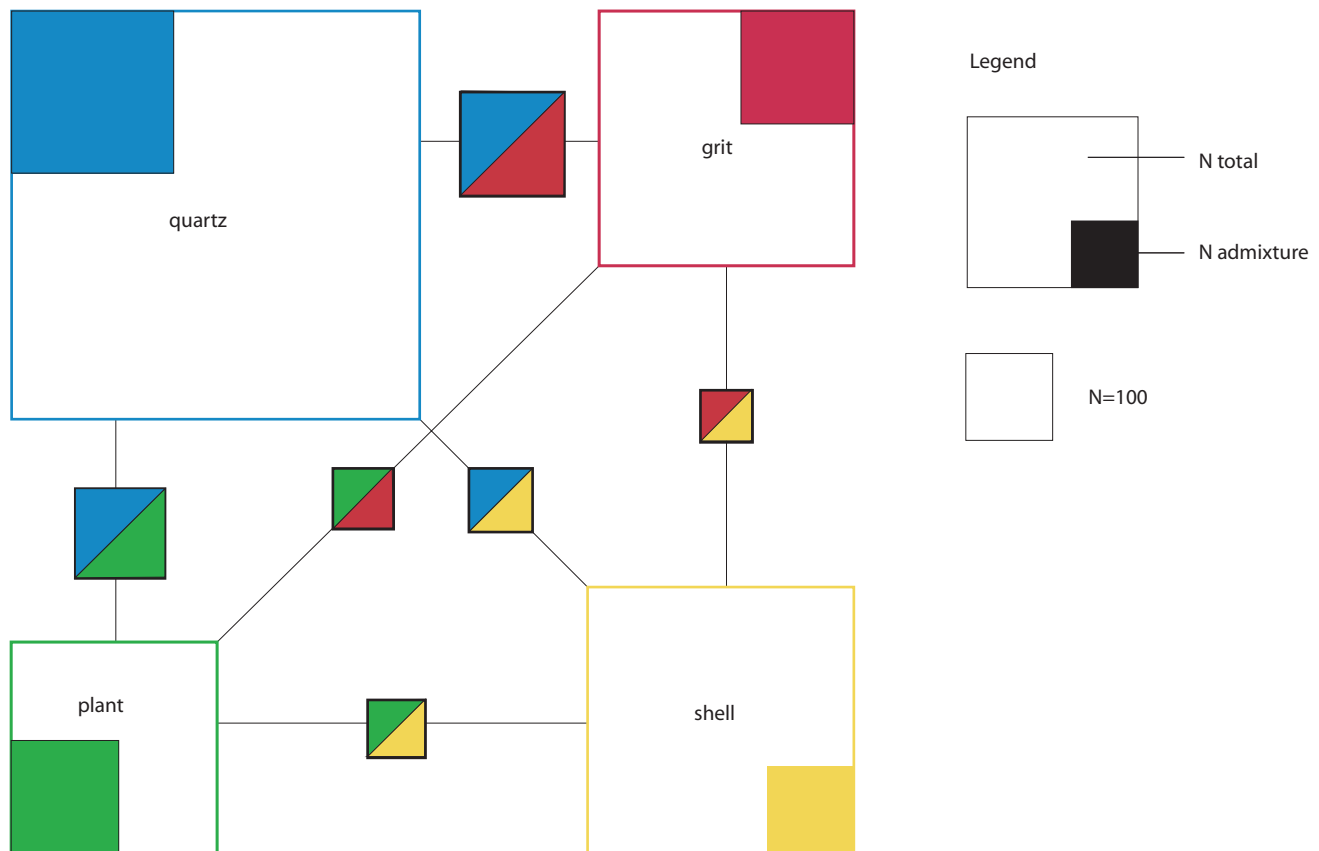 quartz
grit
plant
shell
Legend
N total
N admixture
N=100